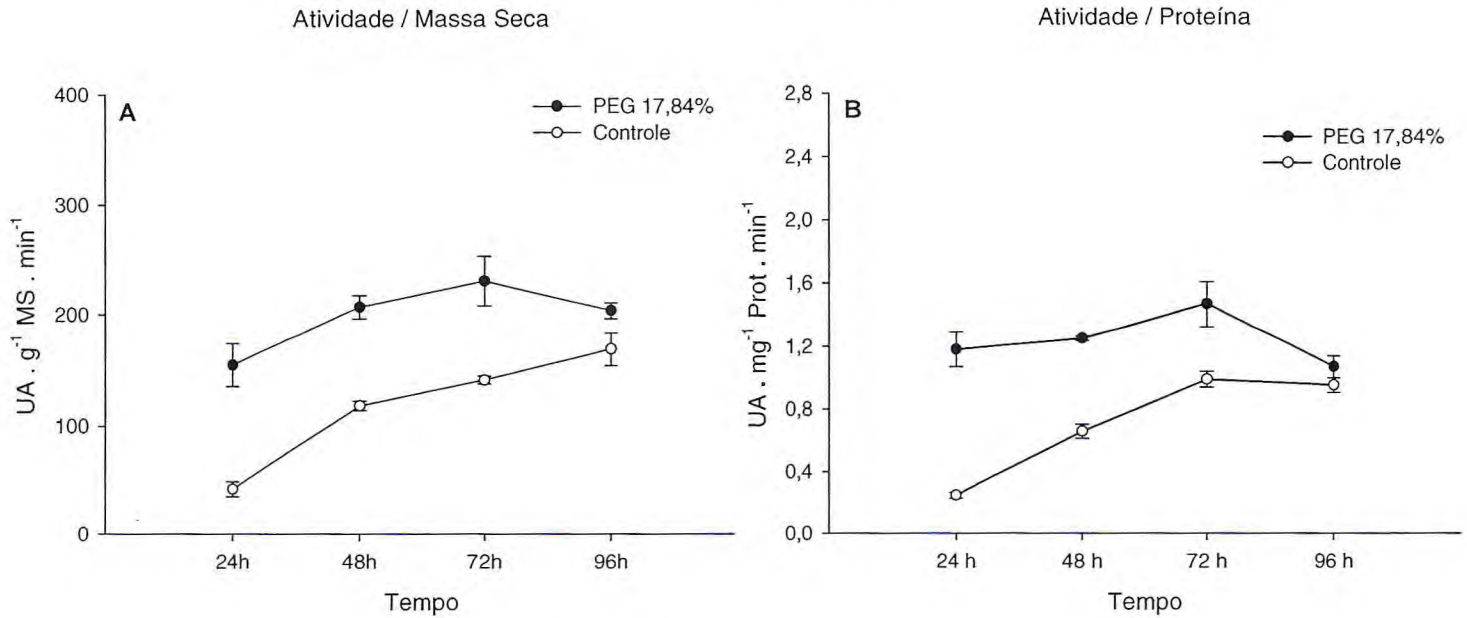 Atividade / Massa Seca
A
PEG 17,84%
Controle
400
300
200
100
0
UA . g⁻¹ MS . min⁻¹
24h 48h 72h 96h
Tempo
Atividade / Proteína
B
PEG 17,84%
Controle
2,8
2,4
2,0
1,6
1,2
0,8
0,4
0,0
UA . mg⁻¹ Prot . min⁻¹
24 h 48 h 72 h 96 h
Tempo